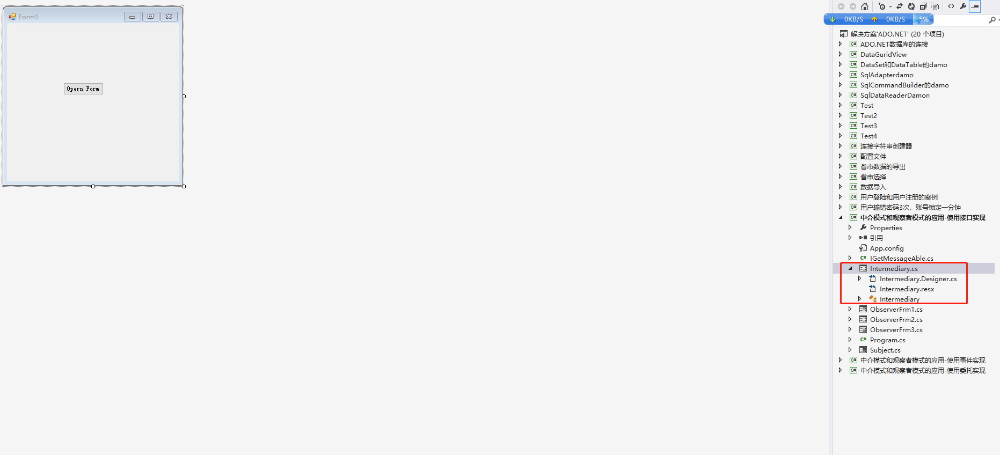 Form1
Opern Form
0KB/S 0KB/S 5%
解决方案'ADO.NET' (20 个项目)
ADO.NET数据库的连接
DataGuridView
DataSet和DataTable的damo
SqlAdapterdamo
SqlCommandBuilder的damo
SqlDataReaderDamon
Test
Test2
Test3
Test4
连接字符串创建器
配置文件
省市数据的导出
省市选择
数据导入
用户登陆和用户注册的案例
用户输错密码3次，账号锁定一分钟
中介模式和观察者模式的应用-使用接口实现
Properties
引用
App.config
IGetMessageAble.cs
Intermediary.cs
Intermediary.Designer.cs
Intermediary.resx
Intermediary
ObserverFrm1.cs
ObserverFrm2.cs
ObserverFrm3.cs
Program.cs
Subject.cs
中介模式和观察者模式的应用-使用事件实现
中介模式和观察者模式的应用-使用委托实现